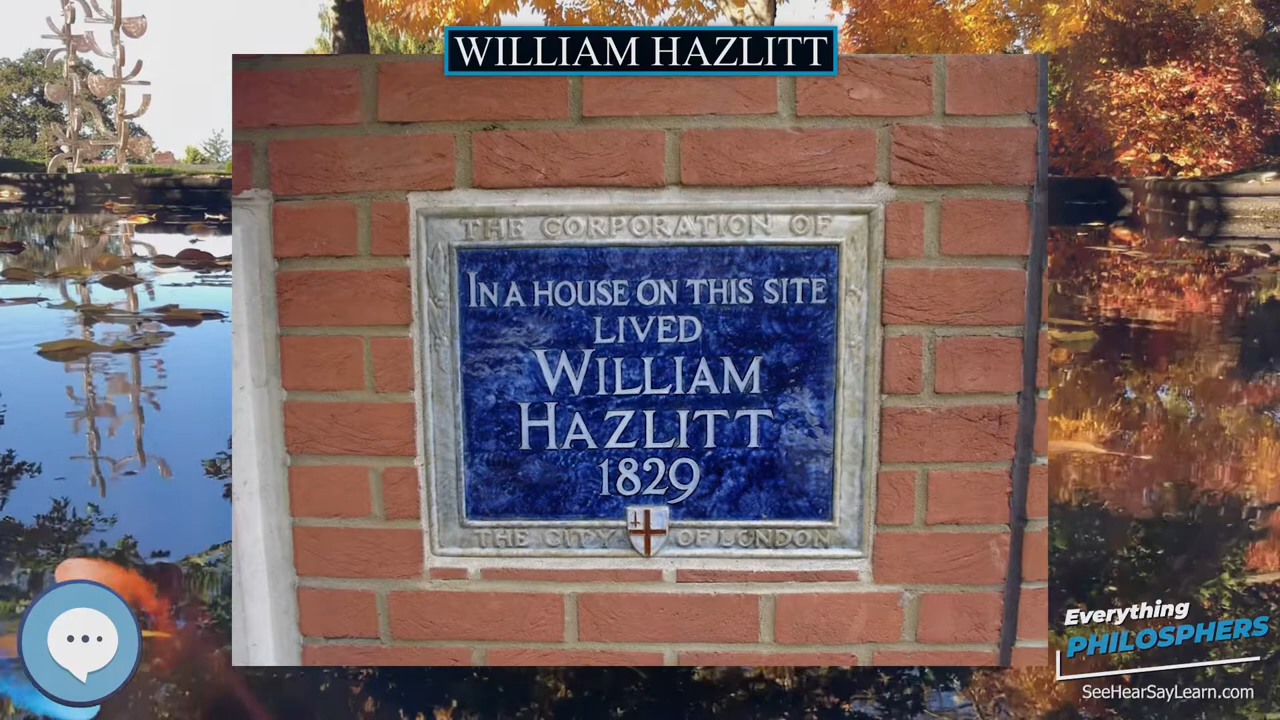 WILLIAM HAZLITT
THE CORPORATION OF
IN A HOUSE ON THIS SITE
LIVED
WILLIAM
HAZLITT
1829
THE CITY OF LONDON
Everything
PHILOSPHERS
SeeHearSayLearn.com